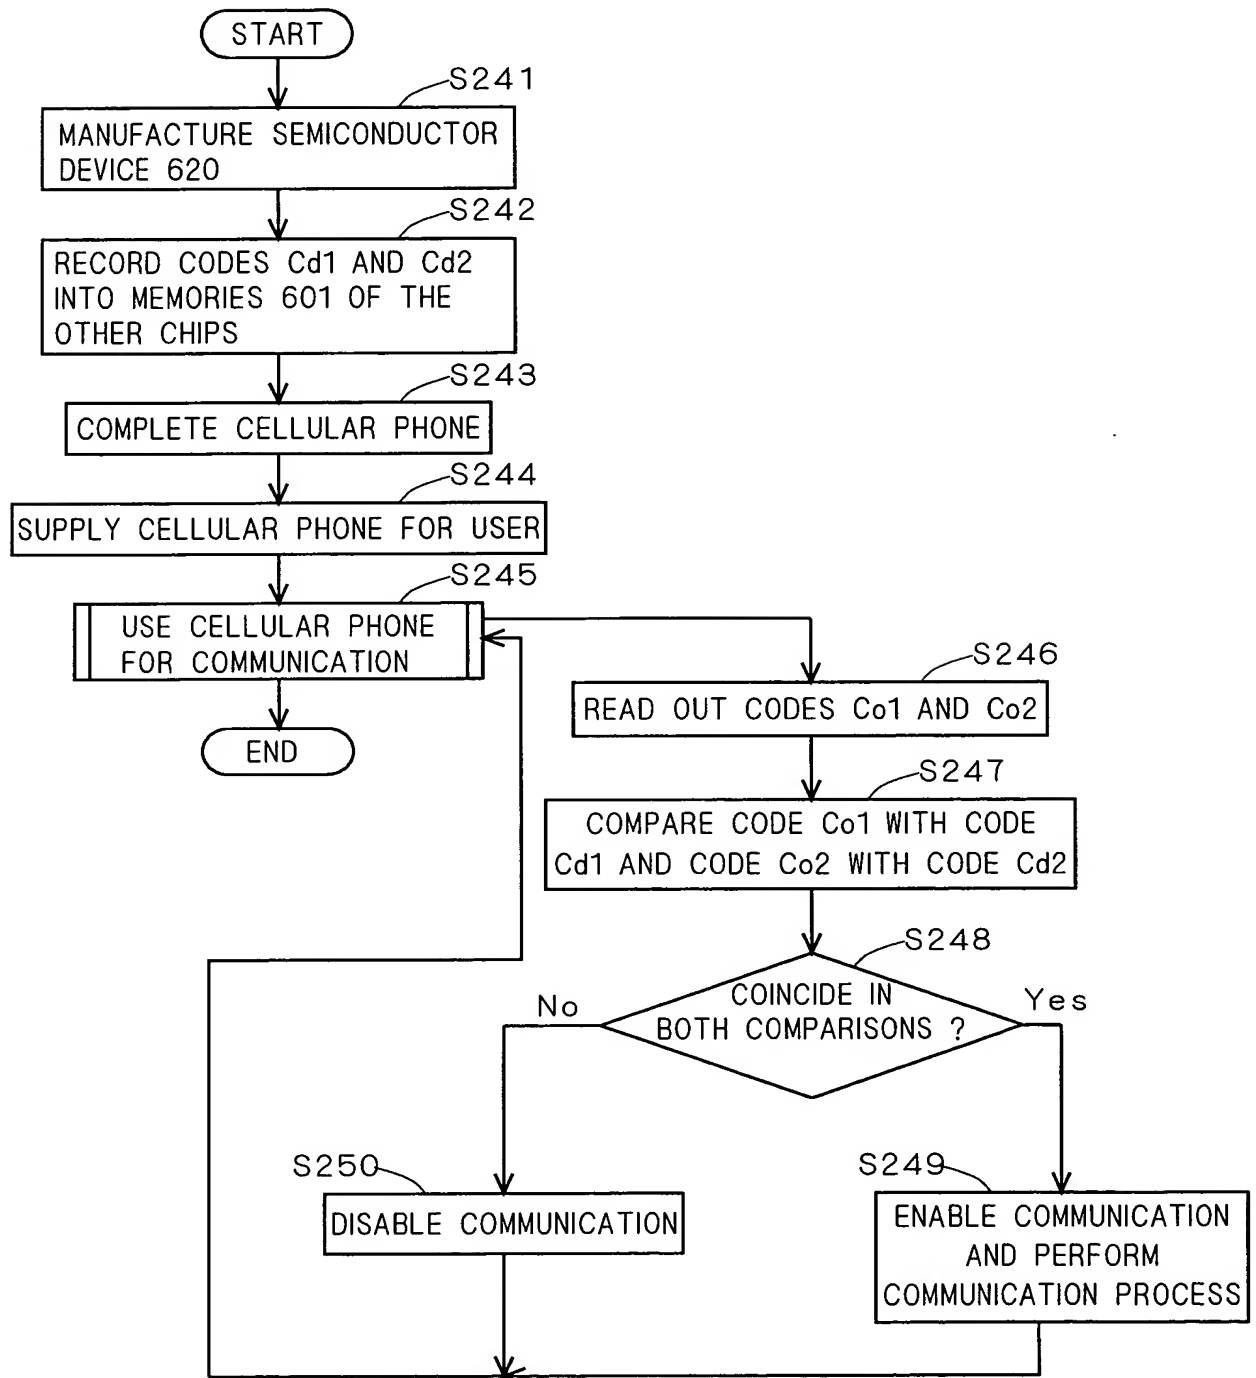 START
S241
MANUFACTURE SEMICONDUCTOR
DEVICE 620
S242
RECORD CODES Cd1 AND Cd2
INTO MEMORIES 601 OF THE
OTHER CHIPS
S243
COMPLETE CELLULAR PHONE
S244
SUPPLY CELLULAR PHONE FOR USER
S245
USE CELLULAR PHONE
FOR COMMUNICATION
END
S246
READ OUT CODES Co1 AND Co2
S247
COMPARE CODE Co1 WITH CODE
Cd1 AND CODE Co2 WITH CODE Cd2
S248
COINCIDE IN
BOTH COMPARISONS ?
No
Yes
S250
DISABLE COMMUNICATION
S249
ENABLE COMMUNICATION
AND PERFORM
COMMUNICATION PROCESS